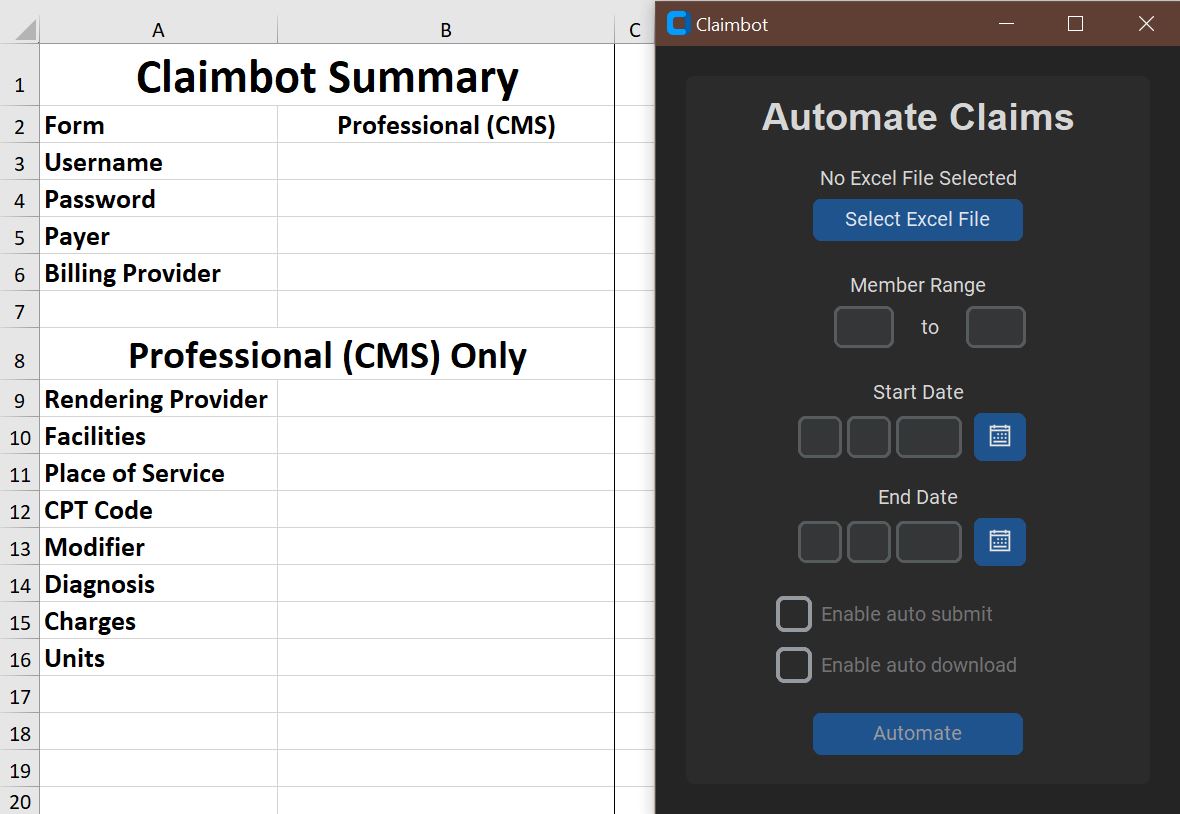 A B C
1 Claimbot Summary
2 Form Professional (CMS)
3 Username
4 Password
5 Payer
6 Billing Provider
7
8 Professional (CMS) Only
9 Rendering Provider
10 Facilities
11 Place of Service
12 CPT Code
13 Modifier
14 Diagnosis
15 Charges
16 Units
17
18
19
20
Claimbot
Automate Claims
No Excel File Selected
Select Excel File
Member Range
to
Start Date
End Date
Enable auto submit
Enable auto download
Automate